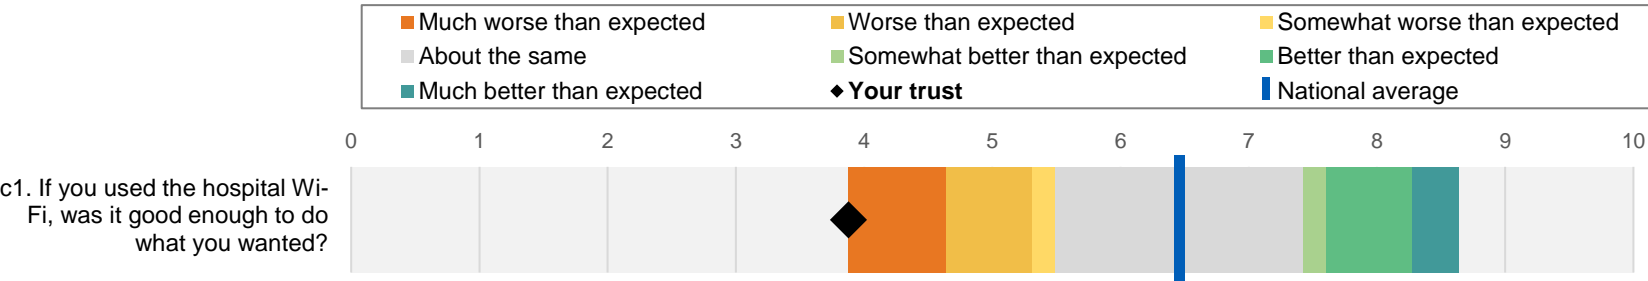 Much worse than expected
Worse than expected
Somewhat worse than expected
About the same
Somewhat better than expected
Better than expected
Much better than expected
Your trust
National average
0 1 2 3 4 5 6 7 8 9 10
c1. If you used the hospital Wi-
Fi, was it good enough to do
what you wanted?